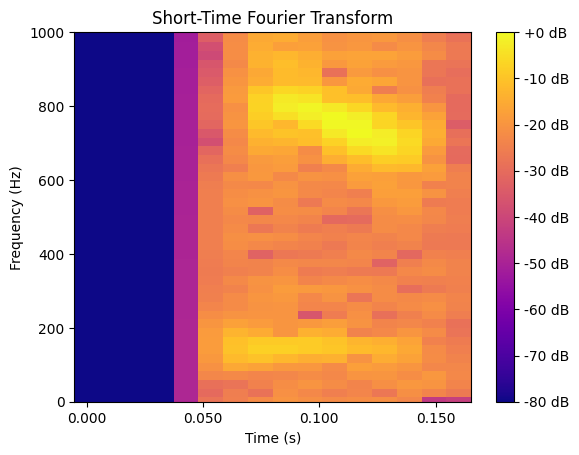 Short-Time Fourier Transform
1000
800
600
400
200
0
Frequency (Hz)
0.000
0.050
0.100
0.150
Time (s)
+0 dB
-10 dB
-20 dB
-30 dB
-40 dB
-50 dB
-60 dB
-70 dB
-80 dB